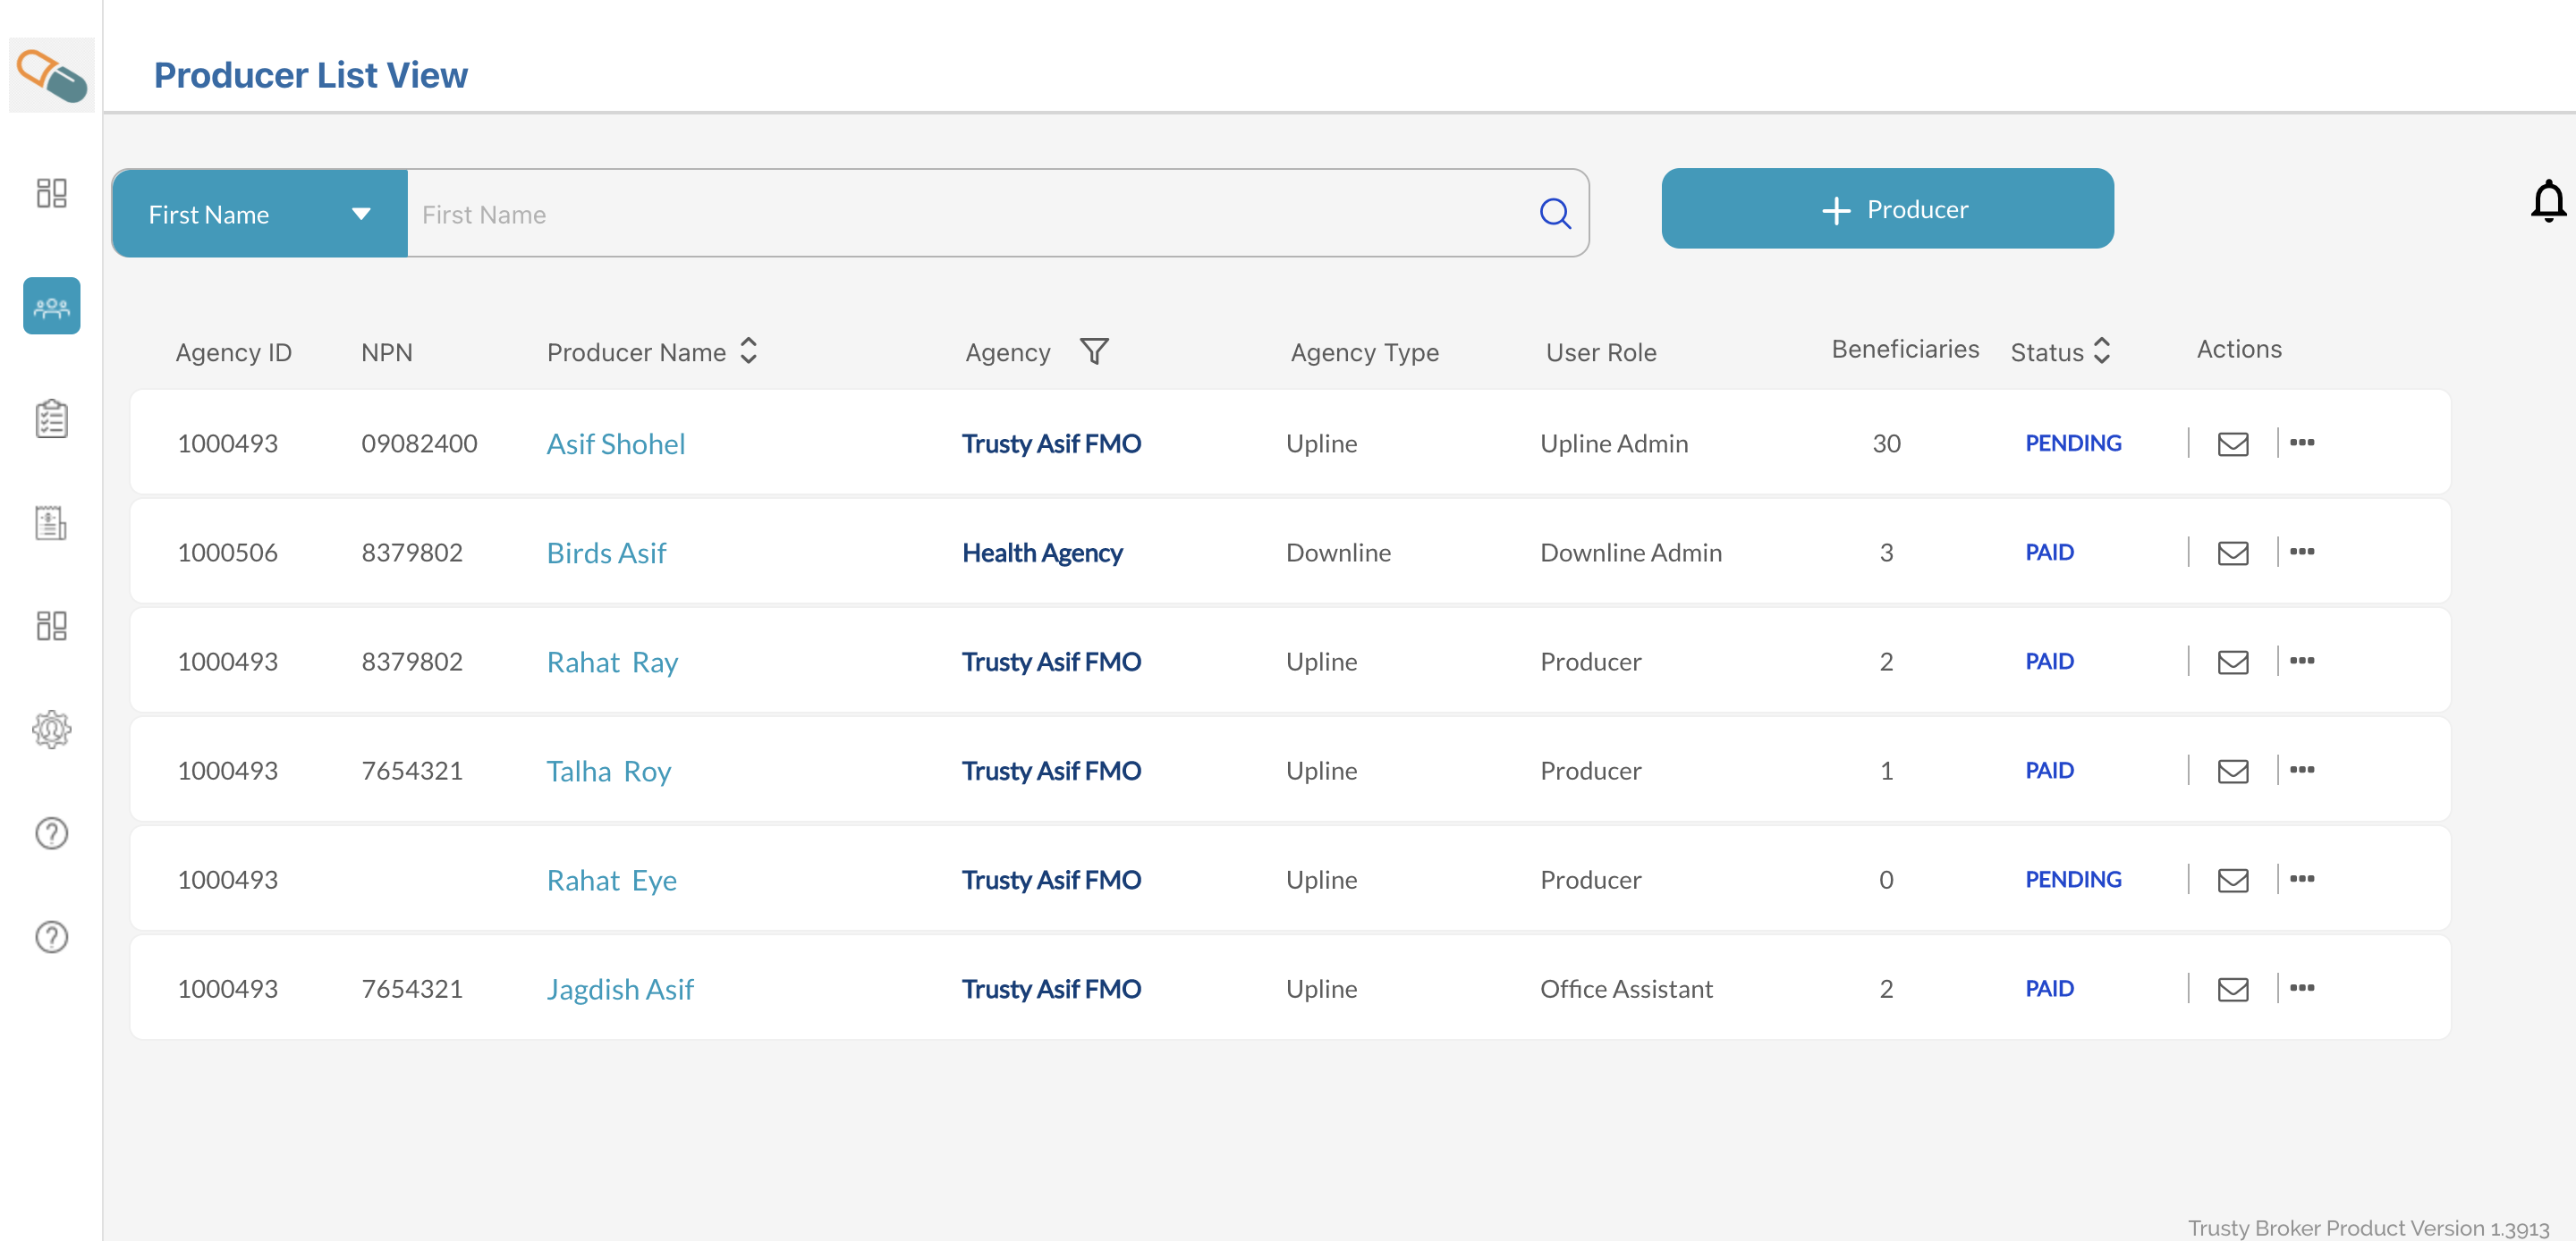 Producer List View
First Name First Name Producer
Agency ID NPN Producer Name Agency Agency Type User Role Beneficiaries Status Actions
1000493 09082400 Asif Shohel Trusty Asif FMO Upline Upline Admin 30 PENDING
1000506 8379802 Birds Asif Health Agency Downline Downline Admin 3 PAID
1000493 8379802 Rahat Ray Trusty Asif FMO Upline Producer 2 PAID
1000493 7654321 Talha Roy Trusty Asif FMO Upline Producer 1 PAID
1000493 Rahat Eye Trusty Asif FMO Upline Producer 0 PENDING
1000493 7654321 Jagdish Asif Trusty Asif FMO Upline Office Assistant 2 PAID
Trusty Broker Product Version 1.3913